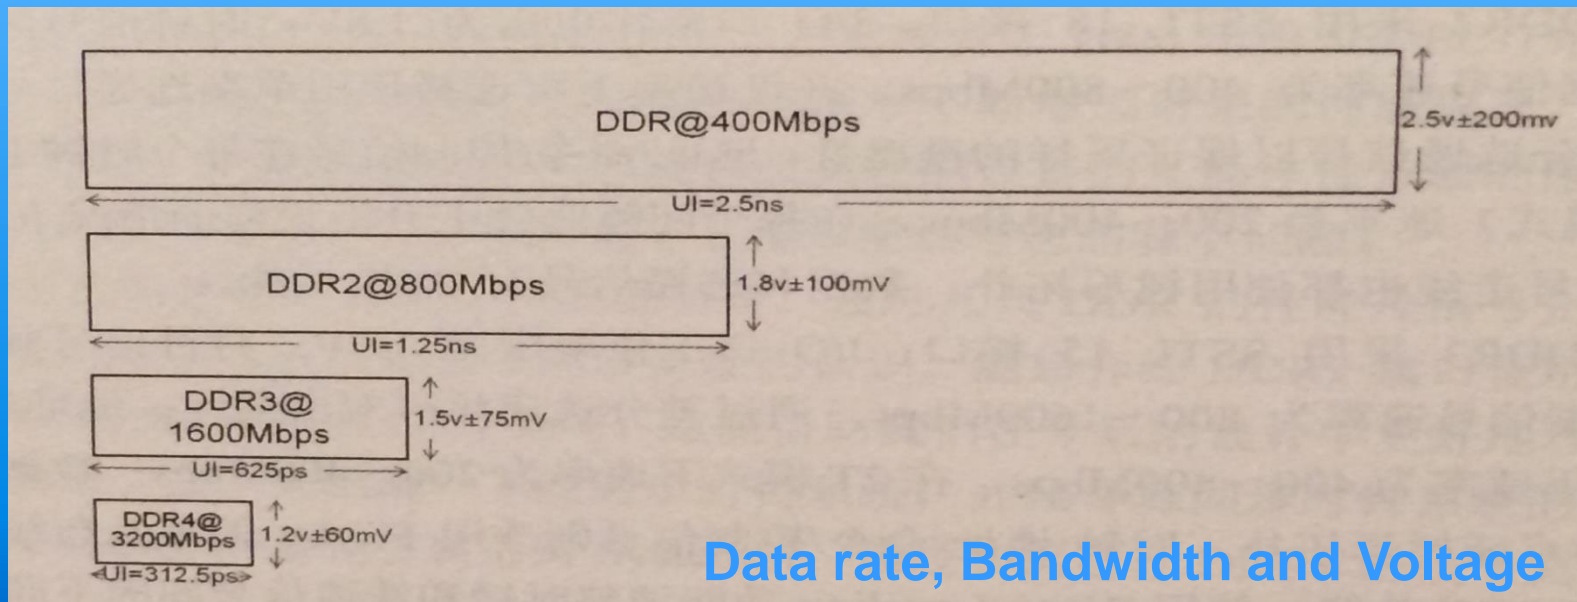 DDR@400Mbps
2.5v±200mv
UI=2.5ns
DDR2@800Mbps
1.8v±100mV
UI=1.25ns
DDR3@
1600Mbps
1.5v±75mV
UI=625ps
DDR4@
3200Mbps
1.2v±60mV
UI=312.5ps
Data rate, Bandwidth and Voltage